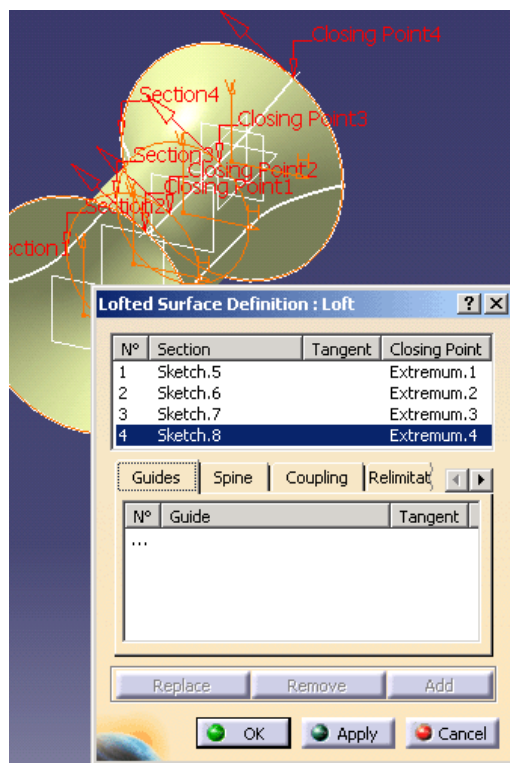 Closing Point4
Section4
Closing Point3
Section3
Closing Point2
Closing Point1
Section2
ection1
V
V
H
H
Lofted Surface Definition : Loft
? ×
N° Section Tangent Closing Point
1 Sketch.5 Extremum.1
2 Sketch.6 Extremum.2
3 Sketch.7 Extremum.3
4 Sketch.8 Extremum.4
Guides Spine Coupling Relimitat
N° Guide Tangent
...
Replace Remove Add
OK Apply Cancel